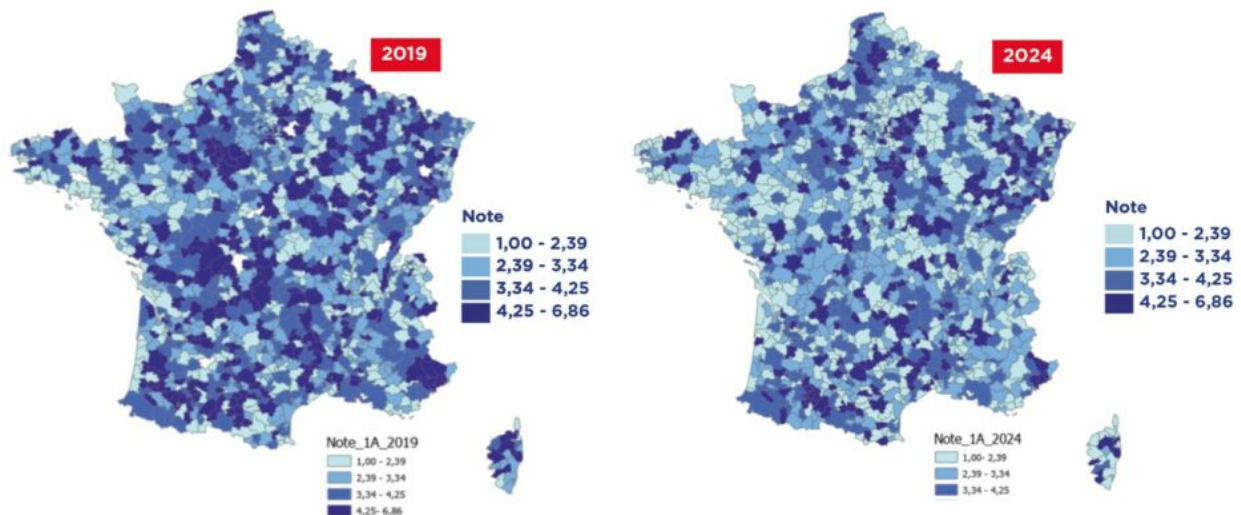 2019
Note
1,00 - 2,39
2,39 - 3,34
3,34 - 4,25
4,25 - 6,86
Note_1A_2019
1,00 - 2,39
2,39 - 3,34
3,34 - 4,25
4,25- 6,86
2024
Note
1,00 - 2,39
2,39 - 3,34
3,34 - 4,25
4,25 - 6,86
Note_1A_2024
1,00- 2,39
2,39 - 3,34
3,34 - 4,25